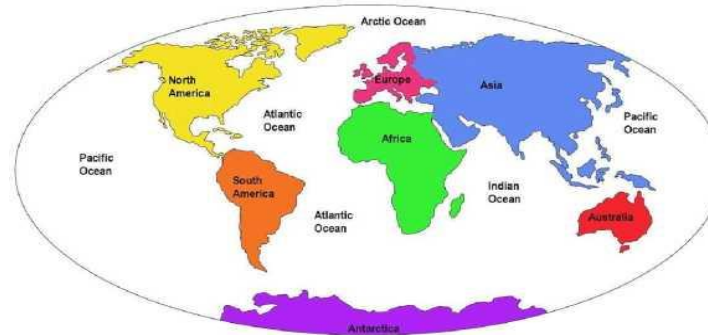 Arctic Ocean
North
America
Europe
Asia
Atlantic
Ocean
Pacific
Ocean
Africa
Pacific
Ocean
South
America
Indian
Ocean
Atlantic
Ocean
Australia
Antarctica